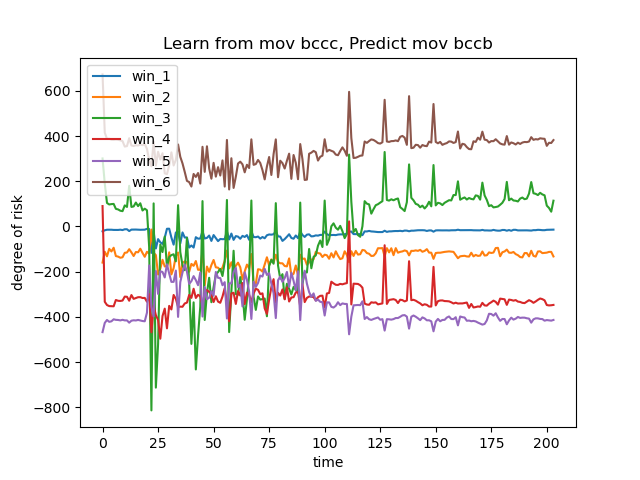 Learn from mov bccc, Predict mov bccb
win_1
win_2
win_3
win_4
win_5
win_6
degree of risk
600
400
200
0
−200
−400
−600
−800
0
25
50
75
100
125
150
175
200
time